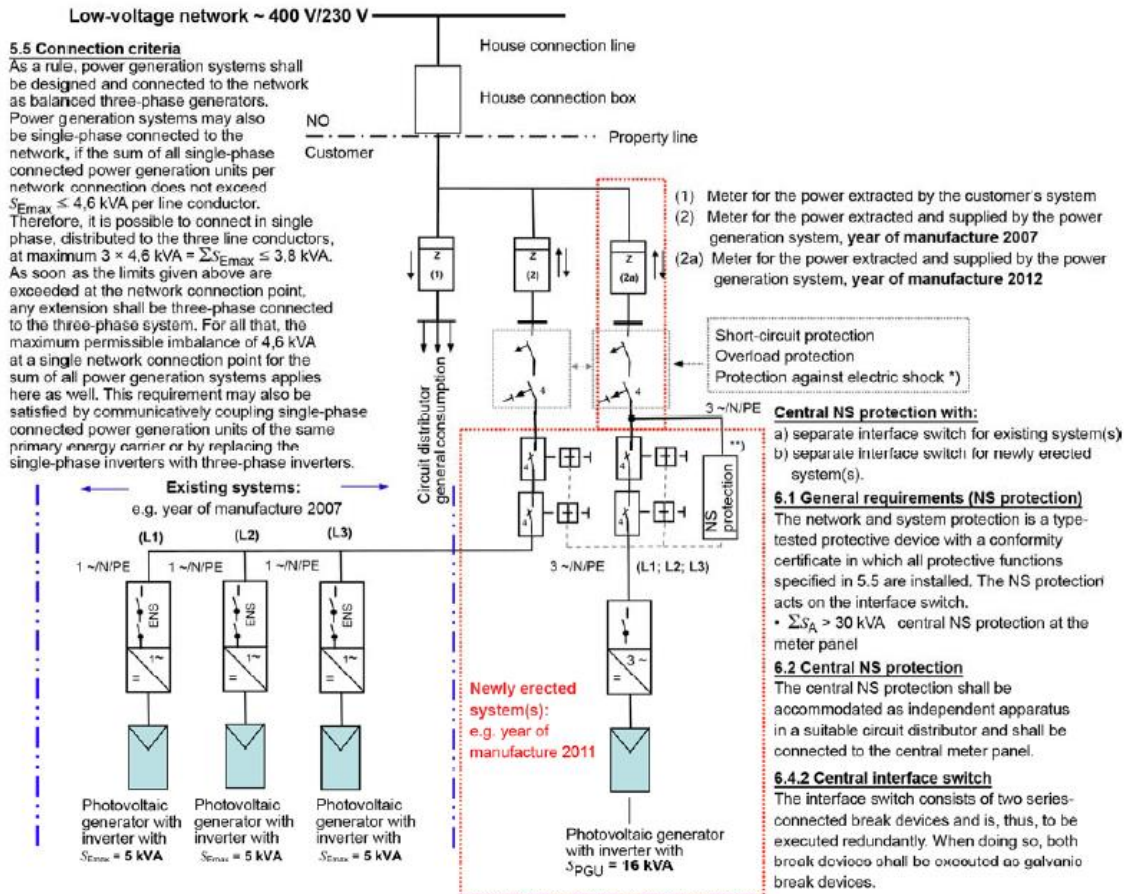 Low-voltage network ~ 400 V/230 V
House connection line
House connection box
NO
Property line
Customer
5.5 Connection criteria
As a rule, power generation systems shall
be designed and connected to the network
as balanced three-phase generators.
Power generation systems may also
be single-phase connected to the
network, if the sum of all single-phase
connected power generation units per
network connection does not exceed
SEmax ≤ 4,6 kVA per line conductor.
Therefore, it is possible to connect in single
phase, distributed to the three line conductors,
at maximum 3 × 4,6 kVA = ΣSEmax ≤ 3,8 kVA.
As soon as the limits given above are
exceeded at the network connection point,
any extension shall be three-phase connected
to the three-phase system. For all that, the
maximum permissible imbalance of 4,6 kVA
at a single network connection point for the
sum of all power generation systems applies
here as well. This requirement may also be
satisfied by communicatively coupling single-phase
connected power generation units of the same
primary energy carrier or by replacing the
single-phase inverters with three-phase inverters.
(1) Meter for the power extracted by the customer's system
(2) Meter for the power extracted and supplied by the power
generation system, year of manufacture 2007
(2a) Meter for the power extracted and supplied by the power
generation system, year of manufacture 2012
Z
(1)
Z
(2)
Z
(2a)
Short-circuit protection
Overload protection
Protection against electric shock *)
4
4
3 ~/N/PE
**)
Circuit distributor
general consumption
4
4
4
4
NS
protection
Central NS protection with:
a) separate interface switch for existing system(s)
b) separate interface switch for newly erected
system(s).
6.1 General requirements (NS protection)
The network and system protection is a type-
tested protective device with a conformity
certificate in which all protective functions
specified in 5.5 are installed. The NS protection
acts on the interface switch.
• ΣSA > 30 kVA central NS protection at the
meter panel
6.2 Central NS protection
The central NS protection shall be
accommodated as independent apparatus
in a suitable circuit distributor and shall be
connected to the central meter panel.
6.4.2 Central interface switch
The interface switch consists of two series-
connected break devices and is, thus, to be
executed redundantly. When doing so, both
break devices shall be executed as galvanic
break devices.
Existing systems:
e.g. year of manufacture 2007
(L1)
(L2)
(L3)
1 ~/N/PE
1 ~/N/PE
1 ~/N/PE
3 ~/N/PE
(L1; L2; L3)
ENS
ENS
ENS
1~
=
1~
=
1~
=
3 ~
=
Newly erected
system(s):
e.g. year of
manufacture 2011
Photovoltaic
generator with
inverter with
SEmax = 5 kVA
Photovoltaic
generator with
inverter with
SEmax = 5 kVA
Photovoltaic
generator with
inverter with
SEmax = 5 kVA
Photovoltaic generator
with inverter with
SPGU = 16 kVA